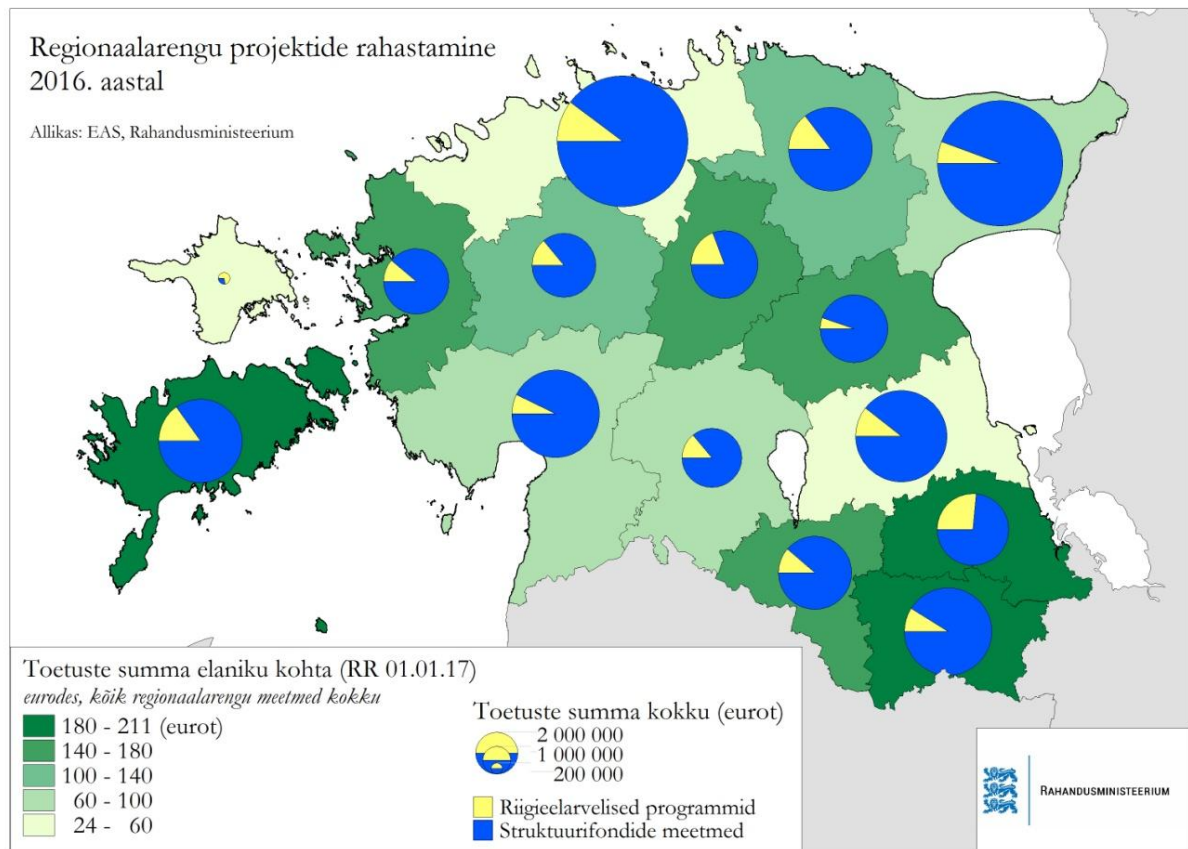 Regionaalarengu projektide rahastamine
2016. aastal
Allikas: EAS, Rahandusministeerium
Toetuste summa elaniku kohta (RR 01.01.17)
eurodes, kõik regionaalarengu meetmed kokku
180 - 211 (eurot)
140 - 180
100 - 140
60 - 100
24 - 60
Toetuste summa kokku (eurot)
2 000 000
1 000 000
200 000
Riigieelarvelised programmid
Struktuurifondide meetmed
RAHANDUSMINISTEERIUM